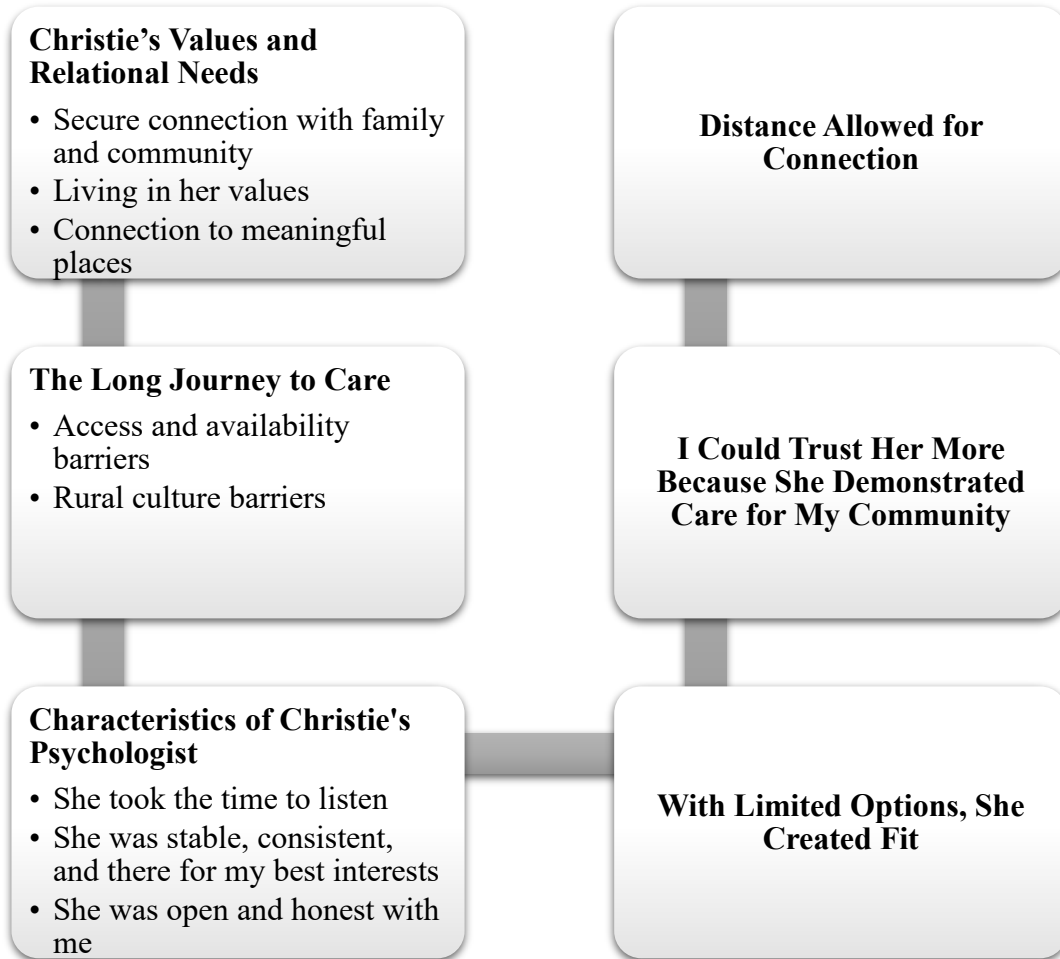 Christie’s Values and
Relational Needs
• Secure connection with family
and community
• Living in her values
• Connection to meaningful
places
The Long Journey to Care
• Access and availability
barriers
• Rural culture barriers
Characteristics of Christie's
Psychologist
• She took the time to listen
• She was stable, consistent,
and there for my best interests
• She was open and honest with
me
With Limited Options, She
Created Fit
I Could Trust Her More
Because She Demonstrated
Care for My Community
Distance Allowed for
Connection